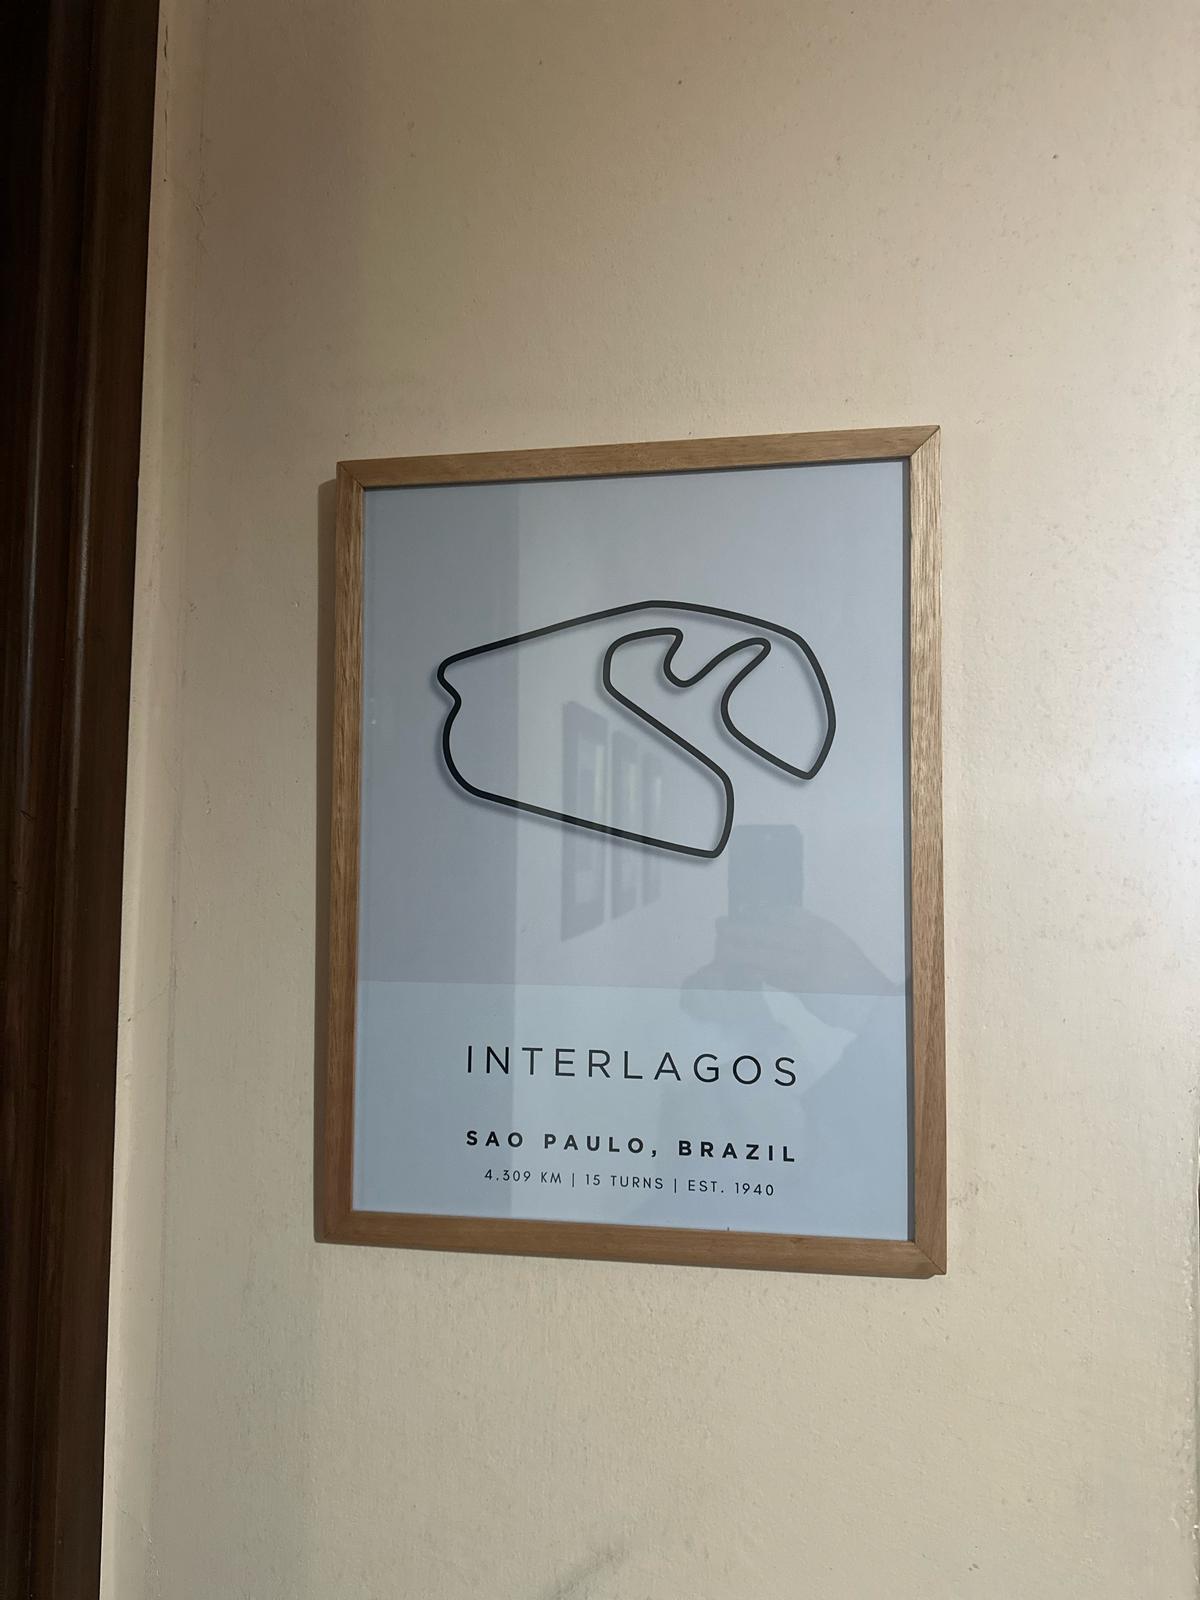 INTERLAGOS
SAO PAULO, BRAZIL
4.309 KM | 15 TURNS | EST. 1940